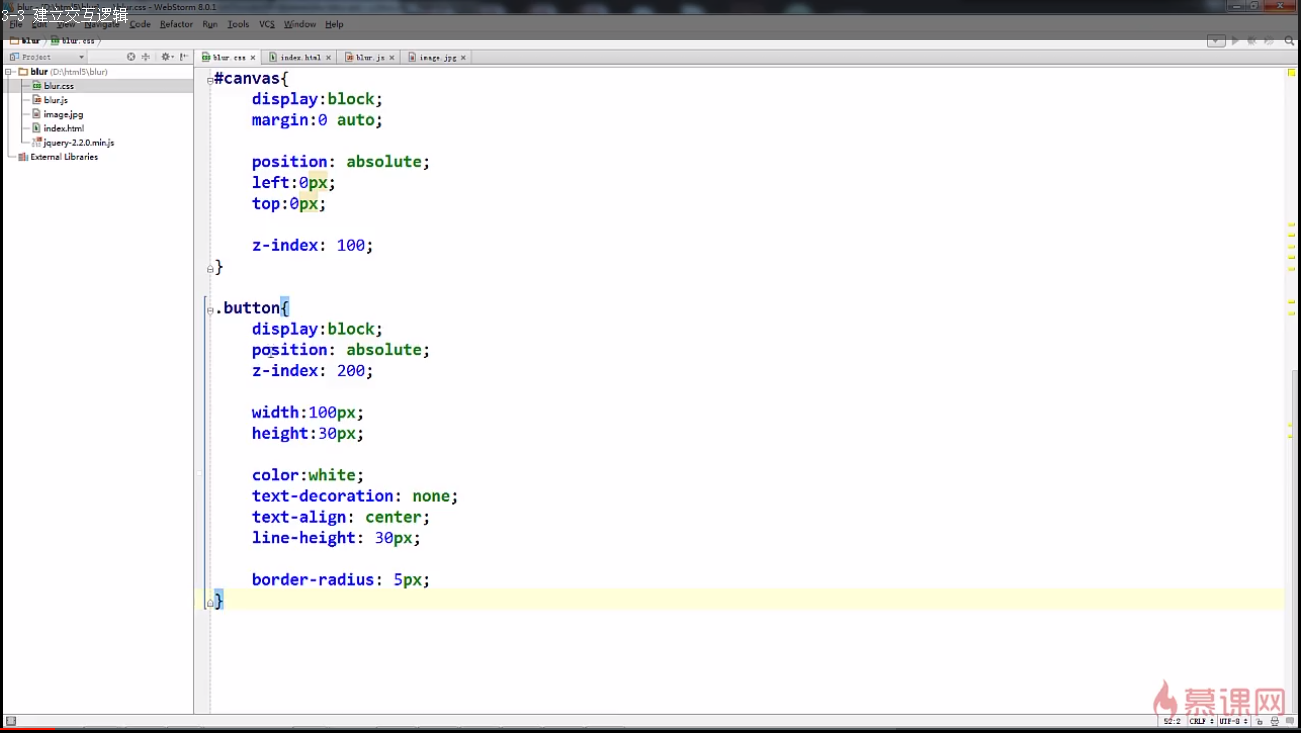 blur - [D:\html5\blur] - ...\blur.css - WebStorm 8.0.1
3-3 建立交互逻辑
File Edit View Navigate Code Refactor Run Tools VCS Window Help
blur blur.css
Project blur.css index.html blur.js image.jpg
blur (D:\html5\blur)
blur.css
blur.js
image.jpg
index.html
jquery-2.2.0.min.js
External Libraries
#canvas{
display:block;
margin:0 auto;
position: absolute;
left:0px;
top:0px;
z-index: 100;
}
.button{
display:block;
position: absolute;
z-index: 200;
width:100px;
height:30px;
color:white;
text-decoration: none;
text-align: center;
line-height: 30px;
border-radius: 5px;
}
慕课网
52:2 CRLF UTF-8